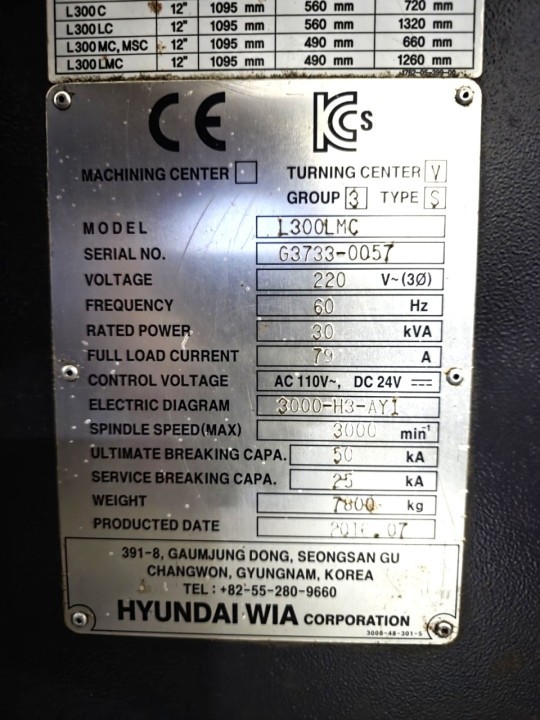 L300C 12" 1095 mm 560 mm 720 mm
L300LC 12" 1095 mm 560 mm 1320 mm
L300MC, MSC 12" 1095 mm 490 mm 660 mm
L300LMC 12" 1095 mm 490 mm 1260 mm
CE KCs
MACHINING CENTER TURNING CENTER V
GROUP 3 TYPE S
MODEL L300LMC
SERIAL NO. G3733-0057
VOLTAGE 220 V~(3Ø)
FREQUENCY 60 Hz
RATED POWER 30 kVA
FULL LOAD CURRENT 79 A
CONTROL VOLTAGE AC 110V~, DC 24V
ELECTRIC DIAGRAM 3000-H3-AY1
SPINDLE SPEED(MAX) 3000 min⁻¹
ULTIMATE BREAKING CAPA. 50 kA
SERVICE BREAKING CAPA. 25 kA
WEIGHT 7800 kg
PRODUCTED DATE
391-8, GAUMJUNG DONG, SEONGSAN GU
CHANGWON, GYUNGNAM, KOREA
TEL : +82-55-280-9660
HYUNDAI WIA CORPORATION
300B-48-301-S